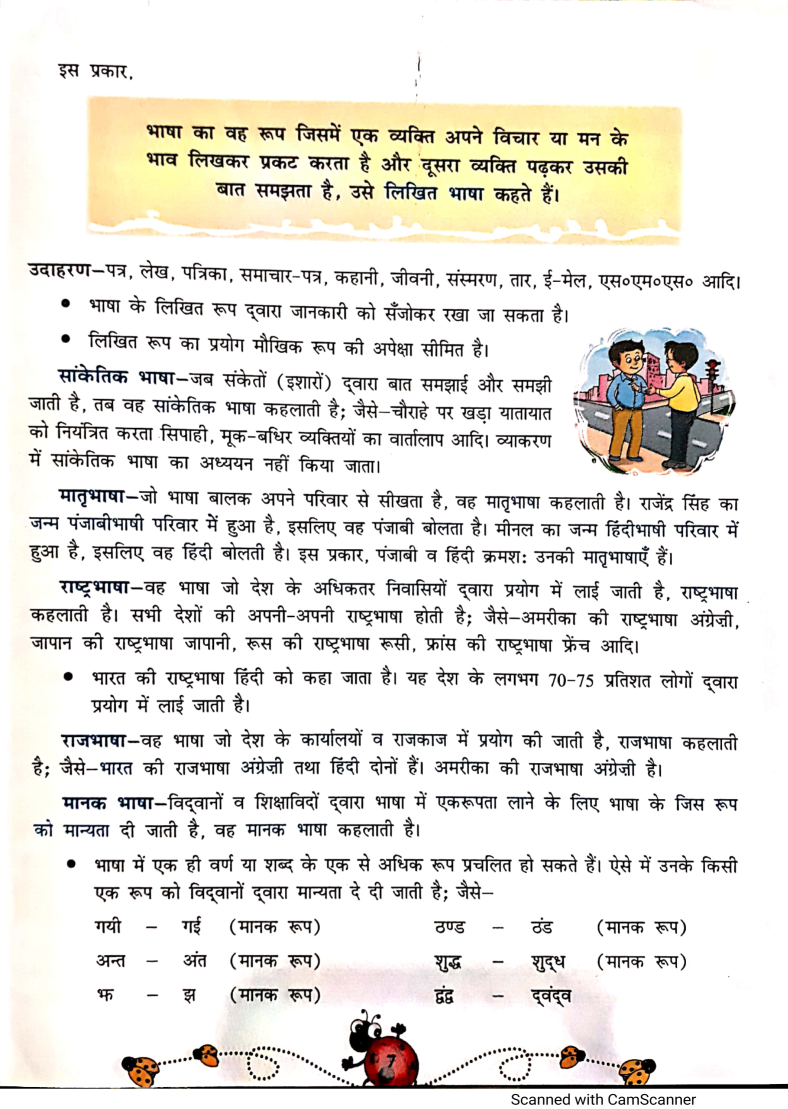 इस प्रकार,
भाषा का वह रूप जिसमें एक व्यक्ति अपने विचार या मन के
भाव लिखकर प्रकट करता है और दूसरा व्यक्ति पढ़कर उसकी
बात समझता है, उसे लिखित भाषा कहते हैं।
उदाहरण–पत्र, लेख, पत्रिका, समाचार-पत्र, कहानी, जीवनी, संस्मरण, तार, ई-मेल, एस०एम०एस० आदि।
• भाषा के लिखित रूप द्वारा जानकारी को सँजोकर रखा जा सकता है।
• लिखित रूप का प्रयोग मौखिक रूप की अपेक्षा सीमित है।
सांकेतिक भाषा–जब संकेतों (इशारों) द्वारा बात समझाई और समझी
जाती है, तब वह सांकेतिक भाषा कहलाती है; जैसे–चौराहे पर खड़ा यातायात
को नियंत्रित करता सिपाही, मूक-बधिर व्यक्तियों का वार्तालाप आदि। व्याकरण
में सांकेतिक भाषा का अध्ययन नहीं किया जाता।
मातृभाषा–जो भाषा बालक अपने परिवार से सीखता है, वह मातृभाषा कहलाती है। राजेंद्र सिंह का
जन्म पंजाबीभाषी परिवार में हुआ है, इसलिए वह पंजाबी बोलता है। मीनल का जन्म हिंदीभाषी परिवार में
हुआ है, इसलिए वह हिंदी बोलती है। इस प्रकार, पंजाबी व हिंदी क्रमशः उनकी मातृभाषाएँ हैं।
राष्ट्रभाषा–वह भाषा जो देश के अधिकतर निवासियों द्वारा प्रयोग में लाई जाती है, राष्ट्रभाषा
कहलाती है। सभी देशों की अपनी-अपनी राष्ट्रभाषा होती है; जैसे–अमरीका की राष्ट्रभाषा अंग्रेज़ी,
जापान की राष्ट्रभाषा जापानी, रूस की राष्ट्रभाषा रूसी, फ्रांस की राष्ट्रभाषा फ्रेंच आदि।
• भारत की राष्ट्रभाषा हिंदी को कहा जाता है। यह देश के लगभग 70-75 प्रतिशत लोगों द्वारा
प्रयोग में लाई जाती है।
राजभाषा–वह भाषा जो देश के कार्यालयों व राजकाज में प्रयोग की जाती है, राजभाषा कहलाती
है; जैसे–भारत की राजभाषा अंग्रेज़ी तथा हिंदी दोनों हैं। अमरीका की राजभाषा अंग्रेज़ी है।
मानक भाषा–विद्वानों व शिक्षाविदों द्वारा भाषा में एकरूपता लाने के लिए भाषा के जिस रूप
को मान्यता दी जाती है, वह मानक भाषा कहलाती है।
• भाषा में एक ही वर्ण या शब्द के एक से अधिक रूप प्रचलित हो सकते हैं। ऐसे में उनके किसी
एक रूप को विद्वानों द्वारा मान्यता दे दी जाती है; जैसे–
गयी – गई (मानक रूप) ठण्ड – ठंड (मानक रूप)
अन्त – अंत (मानक रूप) शुद्ध – शुद्‌ध (मानक रूप)
भ – झ (मानक रूप) द्वंद्व – द्‌वंद्‌व
7
Scanned with CamScanner